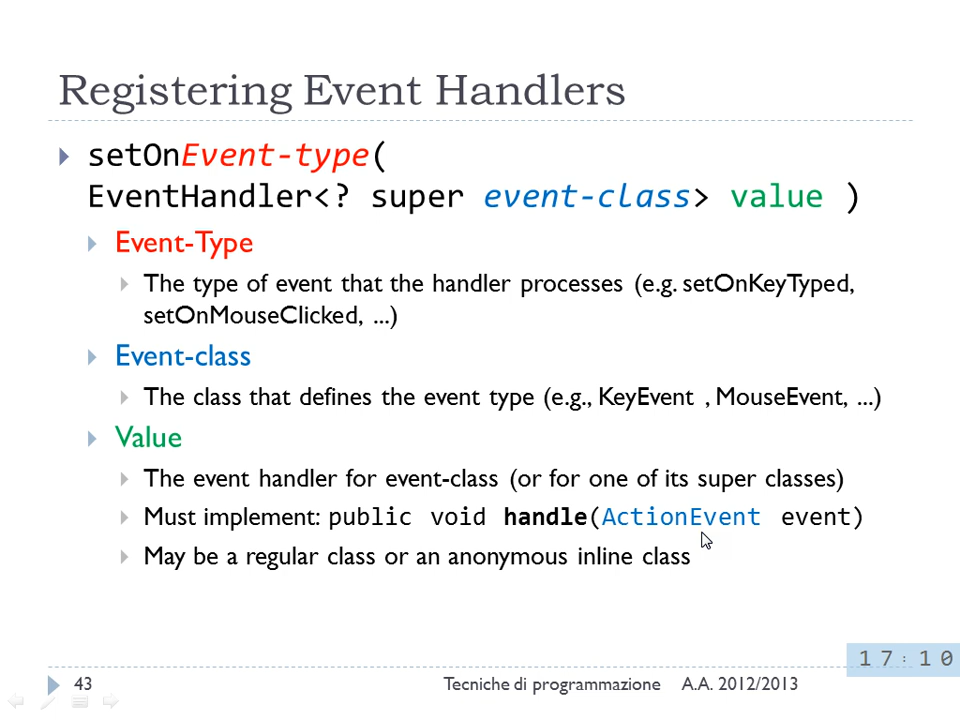 Registering Event Handlers
setOnEvent-type(
EventHandler<? super event-class> value )
Event-Type
The type of event that the handler processes (e.g. setOnKeyTyped,
setOnMouseClicked, ...)
Event-class
The class that defines the event type (e.g., KeyEvent , MouseEvent, ...)
Value
The event handler for event-class (or for one of its super classes)
Must implement: public void handle(ActionEvent event)
May be a regular class or an anonymous inline class
17:10
43 Tecniche di programmazione A.A. 2012/2013